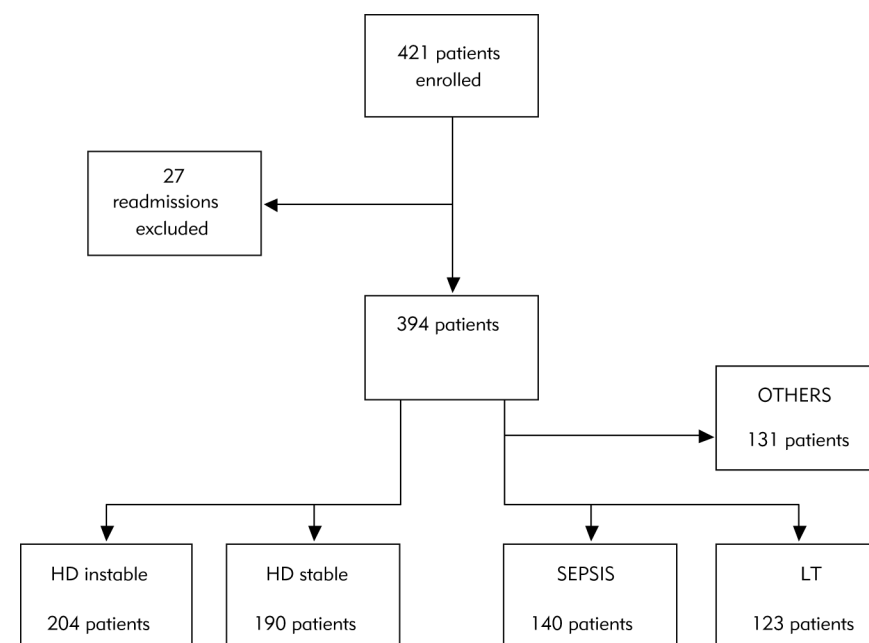 421 patients
enrolled
27
readmissions
excluded
394 patients
OTHERS
131 patients
HD instable
204 patients
HD stable
190 patients
SEPSIS
140 patients
LT
123 patients